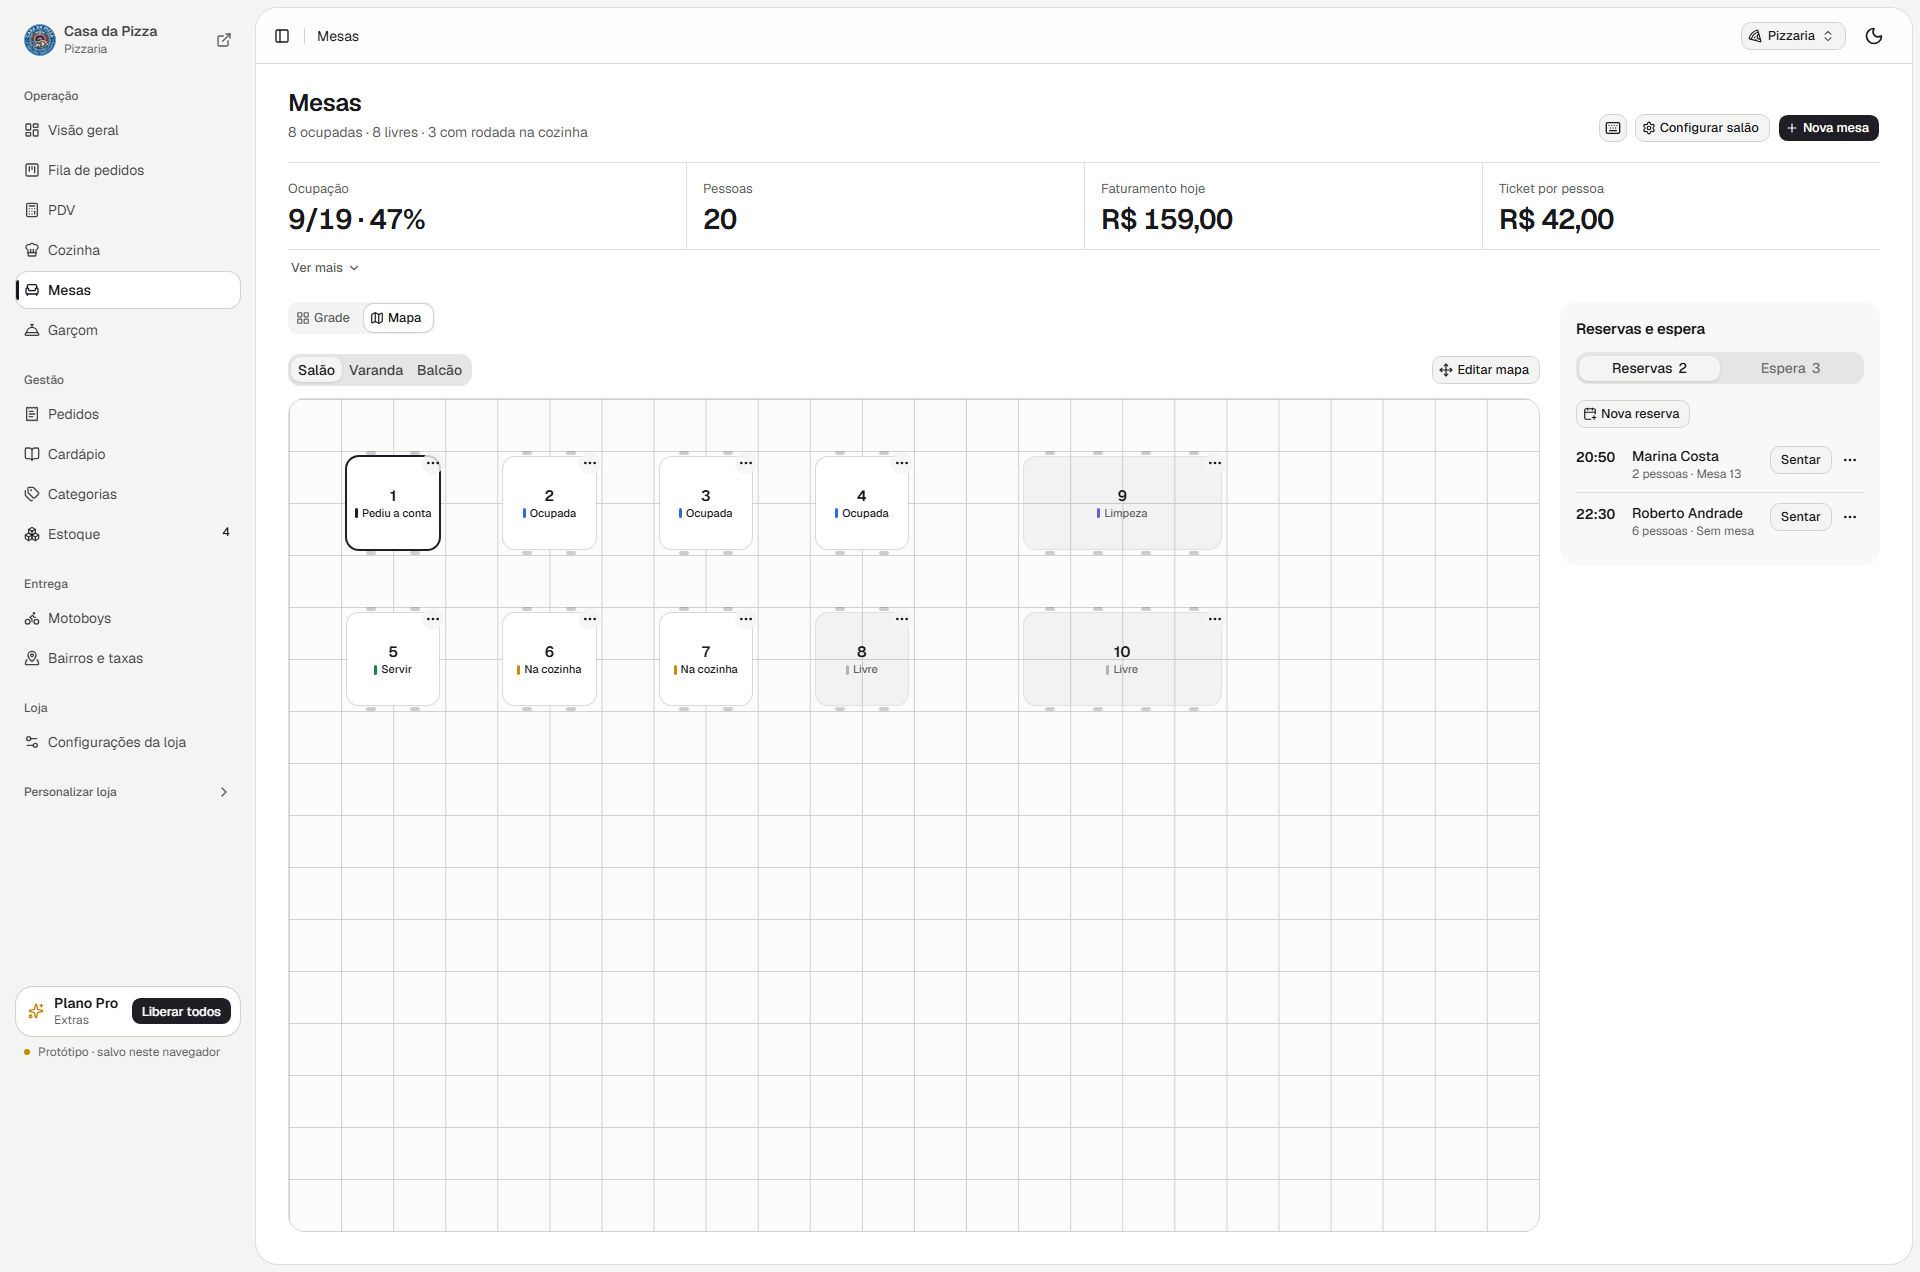 Casa da Pizza
Pizzaria
Operação
Visão geral
Fila de pedidos
PDV
Cozinha
Mesas
Garçom
Gestão
Pedidos
Cardápio
Categorias
Estoque 4
Entrega
Motoboys
Bairros e taxas
Loja
Configurações da loja
Personalizar loja
Plano Pro
Extras
Liberar todos
Protótipo · salvo neste navegador
Mesas
Pizzaria
Mesas
8 ocupadas · 8 livres · 3 com rodada na cozinha
Configurar salão
Nova mesa
Ocupação
9/19 · 47%
Pessoas
20
Faturamento hoje
R$ 159,00
Ticket por pessoa
R$ 42,00
Ver mais
Grade Mapa
Salão Varanda Balcão
Editar mapa
1
Pediu a conta
2
Ocupada
3
Ocupada
4
Ocupada
9
Limpeza
5
Servir
6
Na cozinha
7
Na cozinha
8
Livre
10
Livre
Reservas e espera
Reservas 2 Espera 3
Nova reserva
20:50 Marina Costa
2 pessoas · Mesa 13
Sentar
22:30 Roberto Andrade
6 pessoas · Sem mesa
Sentar